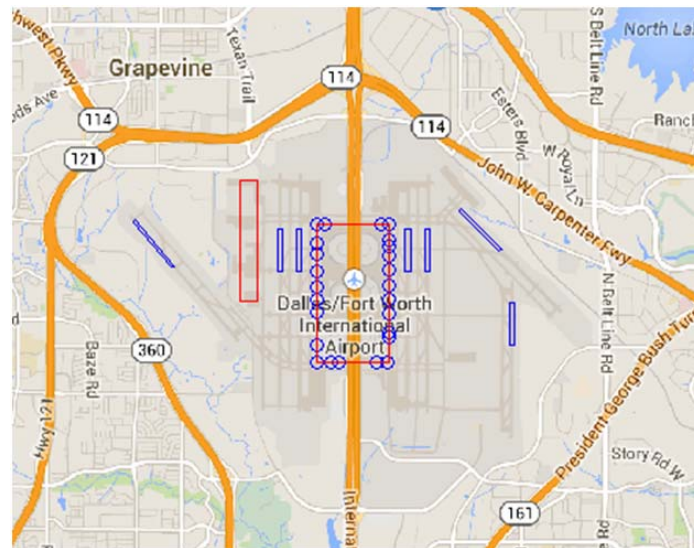 North La
Texan Trail
S Belt Line Rd
114
Grapevine
114
114
Esters Blvd
121
W Royal Ln
John W. Carpenter Fwy
Dallas/Fort Worth
International
Airport
N Belt Line Rd
360
Baze Rd
Hwy 121
President George Bush Turn
Story Rd W
161
Interna